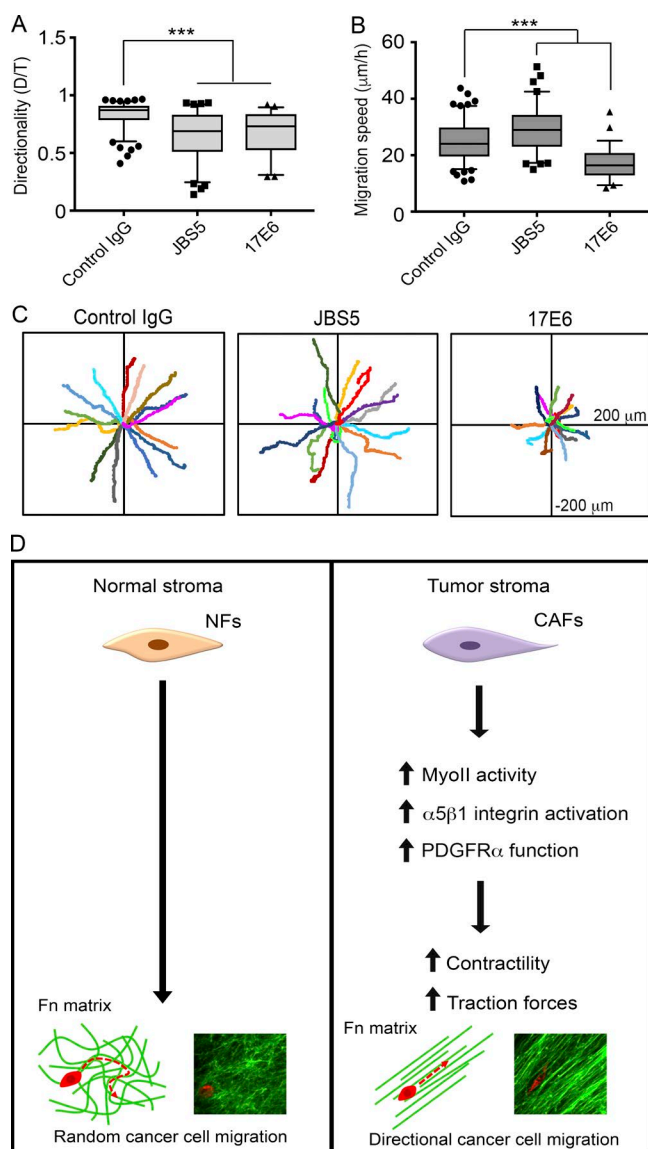 A
Directionality (D/T)
1.5
1
0.5
0
***
Control IgG
JBS5
17E6
B
Migration speed (μm/h)
60
40
20
0
***
Control IgG
JBS5
17E6
C
Control IgG
JBS5
17E6
200 μm
-200 μm
D
Normal stroma
NFs
Fn matrix
Random cancer cell migration
Tumor stroma
CAFs
MyoII activity
α5β1 integrin activation
PDGFRα function
Contractility
Traction forces
Fn matrix
Directional cancer cell migration